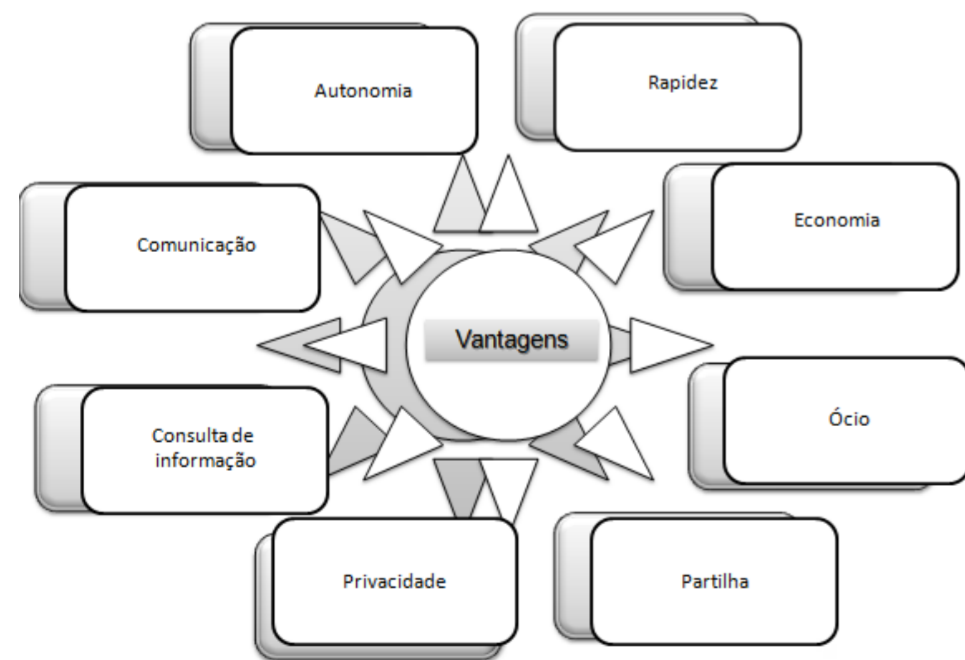 Autonomia
Rapidez
Comunicação
Economia
Vantagens
Consulta de
informação
Ócio
Privacidade
Partilha